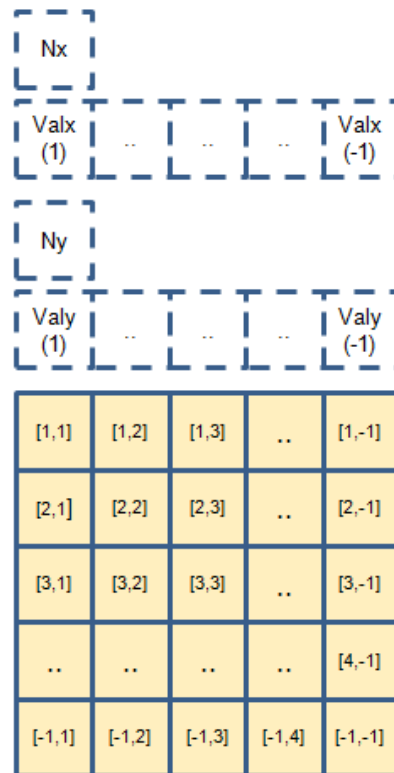 Nx
Valx .. .. .. Valx
(1) (-1)
Ny
Valy .. .. .. Valy
(1) (-1)
[1,1] [1,2] [1,3] .. [1,-1]
[2,1] [2,2] [2,3] .. [2,-1]
[3,1] [3,2] [3,3] .. [3,-1]
.. .. .. .. [4,-1]
[-1,1] [-1,2] [-1,3] [-1,4] [-1,-1]